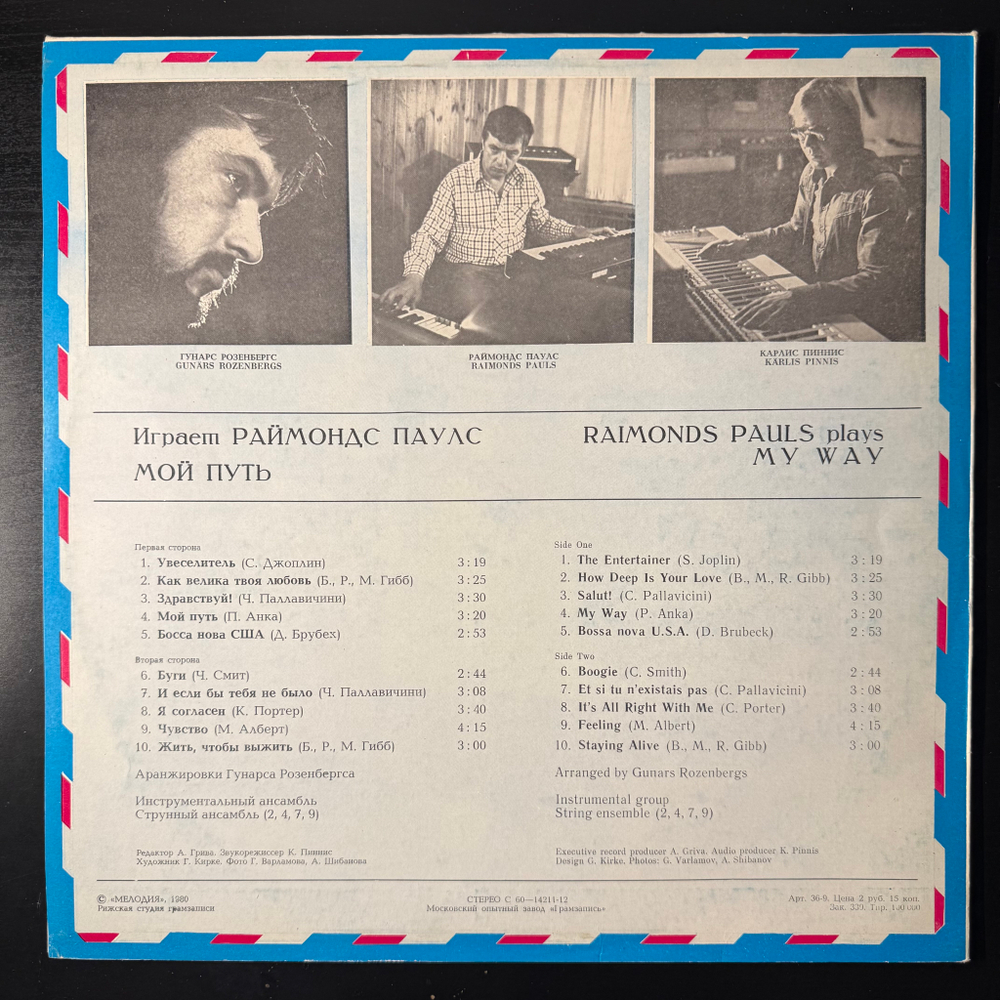 ГУНАРС РОЗЕНБЕРГС
GUNARS ROZENBERGS
РАЙМОНДС ПАУЛС
RAIMONDS PAULS
КАРЛИС ПИННИС
KARLIS PINNIS
Играет РАЙМОНДС ПАУЛС
МОЙ ПУТЬ
RAIMONDS PAULS plays
MY WAY
Первая сторона
1. Увеселитель (С. Джоплин) 3 : 19
2. Как велика твоя любовь (Б., Р., М. Гибб) 3 : 25
3. Здравствуй! (Ч. Паллавичини) 3 : 30
4. Мой путь (П. Анка) 3 : 20
5. Босса нова США (Д. Брубех) 2 : 53
Вторая сторона
6. Буги (Ч. Смит) 2 : 44
7. И если бы тебя не было (Ч. Паллавичини) 3 : 08
8. Я согласен (К. Портер) 3 : 40
9. Чувство (М. Алберт) 4 : 15
10. Жить, чтобы выжить (Б., Р., М. Гибб) 3 : 00
Аранжировки Гунарса Розенбергса
Инструментальный ансамбль
Струнный ансамбль (2, 4, 7, 9)
Редактор А. Грива. Звукорежиссер К. Пиннис
Художник Г. Кирке. Фото Г. Варламова, А. Шибанова
Side One
1. The Entertainer (S. Joplin) 3 : 19
2. How Deep Is Your Love (B., M., R. Gibb) 3 : 25
3. Salut! (C. Pallavicini) 3 : 30
4. My Way (P. Anka) 3 : 20
5. Bossa nova U.S.A. (D. Brubeck) 2 : 53
Side Two
6. Boogie (C. Smith) 2 : 44
7. Et si tu n'existais pas (C. Pallavicini) 3 : 08
8. It's All Right With Me (C. Porter) 3 : 40
9. Feeling (M. Albert) 4 : 15
10. Staying Alive (B., M., R. Gibb) 3 : 00
Arranged by Gunars Rozenbergs
Instrumental group
String ensemble (2, 4, 7, 9)
Executive record producer A. Griva. Audio producer K. Pinnis
Design G. Kirke. Photos: G. Varlamov, A. Shibanov
© «МЕЛОДИЯ», 1980
Рижская студия грамзаписи
СТЕРЕО С 60—14211-12
Московский опытный завод «Грамзапись»
Арт. 36-9. Цена 2 руб. 15 коп.
Зак. 339. Тир. 130 000